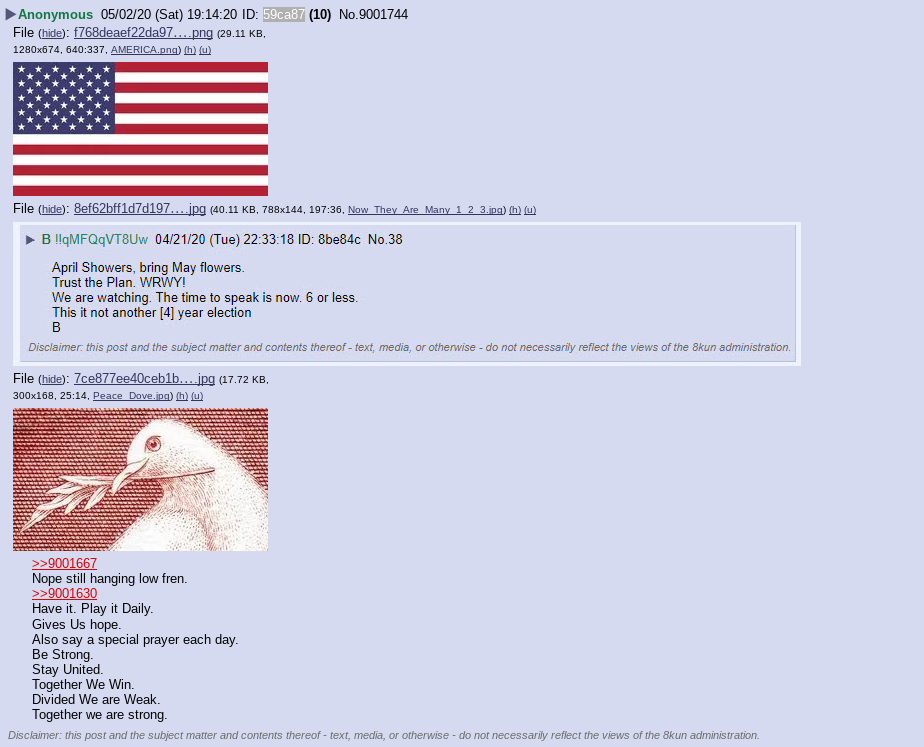 ▶Anonymous 05/02/20 (Sat) 19:14:20 ID: 59ca87 (10) No.9001744
File (hide): f768deaef22da97….png (29.11 KB,
1280x674, 640:337, AMERICA.png) (h) (u)
File (hide): 8ef62bff1d7d197….jpg (40.11 KB, 788x144, 197:36, Now_They_Are_Many_1_2_3.jpg) (h) (u)
▶ B !!qMFQqVT8Uw 04/21/20 (Tue) 22:33:18 ID: 8be84c No.38
April Showers, bring May flowers.
Trust the Plan. WRWY!
We are watching. The time to speak is now. 6 or less.
This it not another [4] year election
B
Disclaimer: this post and the subject matter and contents thereof - text, media, or otherwise - do not necessarily reflect the views of the 8kun administration.
File (hide): 7ce877ee40ceb1b….jpg (17.72 KB,
300x168, 25:14, Peace_Dove.jpg) (h) (u)
>>9001667
Nope still hanging low fren.
>>9001630
Have it. Play it Daily.
Gives Us hope.
Also say a special prayer each day.
Be Strong.
Stay United.
Together We Win.
Divided We are Weak.
Together we are strong.
Disclaimer: this post and the subject matter and contents thereof - text, media, or otherwise - do not necessarily reflect the views of the 8kun administration.